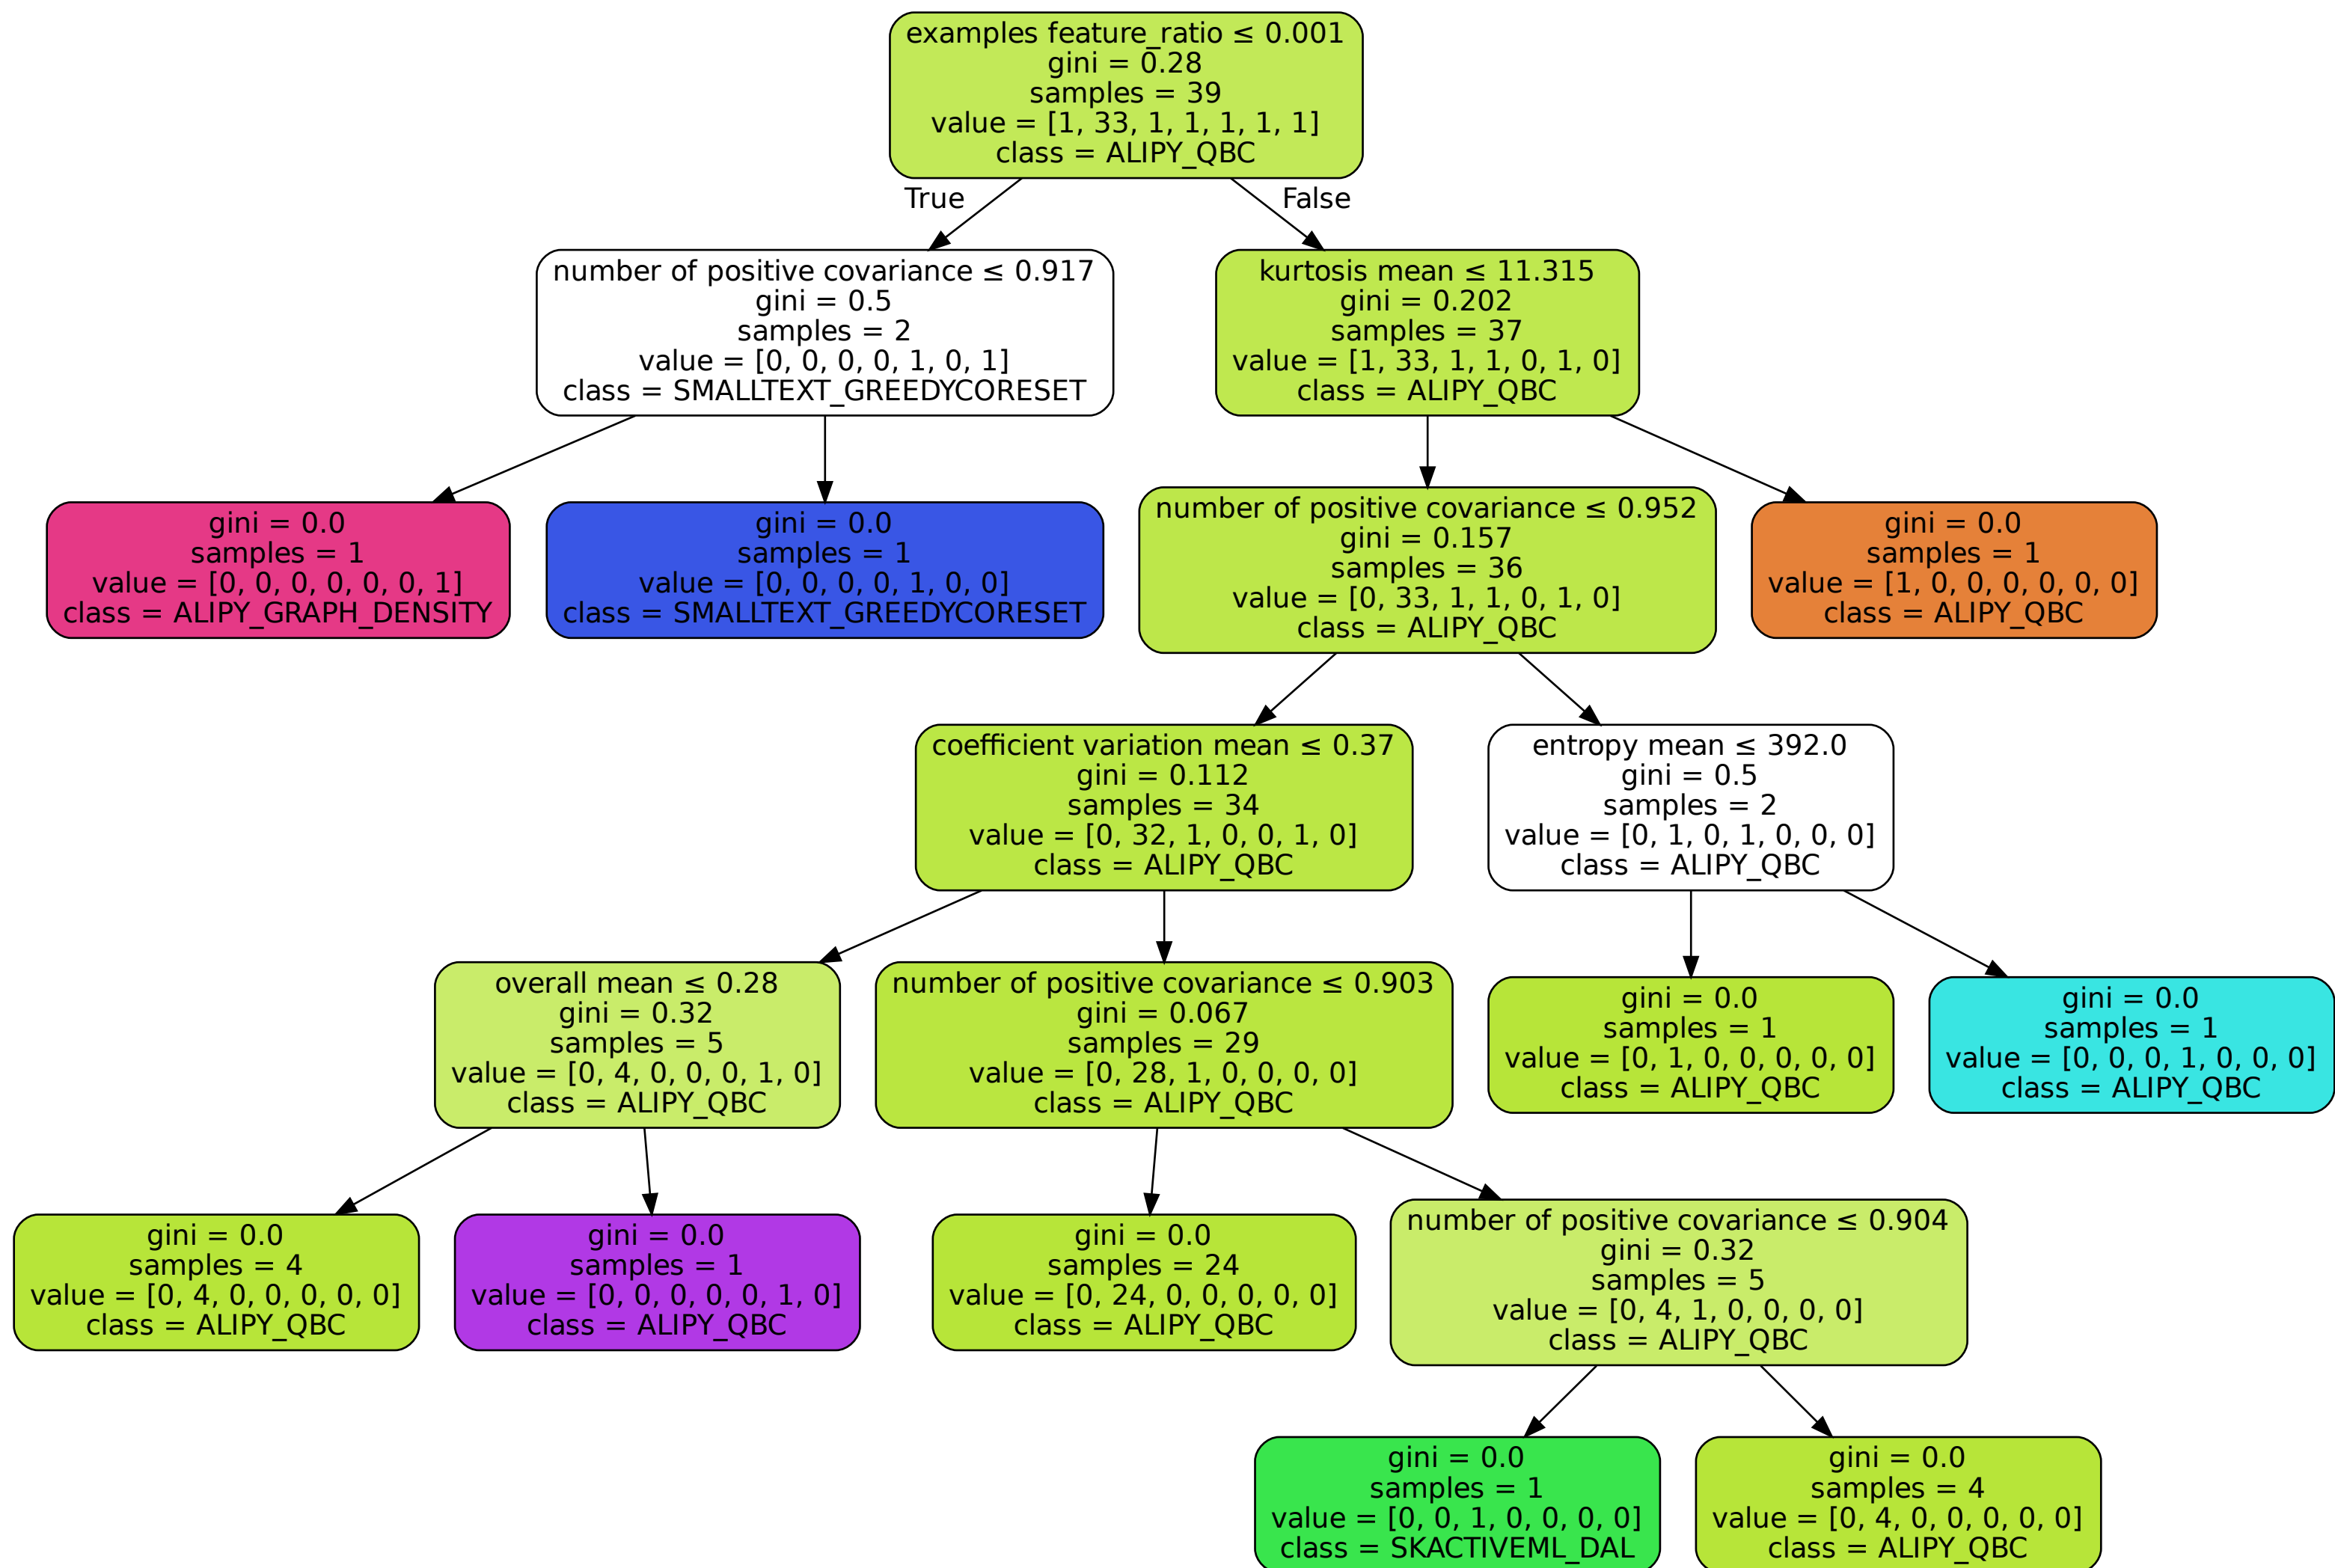 examples feature_ratio ≤ 0.001
gini = 0.28
samples = 39
value = [1, 33, 1, 1, 1, 1, 1]
class = ALIPY_QBC
True
False
number of positive covariance ≤ 0.917
gini = 0.5
samples = 2
value = [0, 0, 0, 0, 1, 0, 1]
class = SMALLTEXT_GREEDYCORESET
kurtosis mean ≤ 11.315
gini = 0.202
samples = 37
value = [1, 33, 1, 1, 0, 1, 0]
class = ALIPY_QBC
gini = 0.0
samples = 1
value = [0, 0, 0, 0, 0, 0, 1]
class = ALIPY_GRAPH_DENSITY
gini = 0.0
samples = 1
value = [0, 0, 0, 0, 1, 0, 0]
class = SMALLTEXT_GREEDYCORESET
number of positive covariance ≤ 0.952
gini = 0.157
samples = 36
value = [0, 33, 1, 1, 0, 1, 0]
class = ALIPY_QBC
gini = 0.0
samples = 1
value = [1, 0, 0, 0, 0, 0, 0]
class = ALIPY_QBC
coefficient variation mean ≤ 0.37
gini = 0.112
samples = 34
value = [0, 32, 1, 0, 0, 1, 0]
class = ALIPY_QBC
entropy mean ≤ 392.0
gini = 0.5
samples = 2
value = [0, 1, 0, 1, 0, 0, 0]
class = ALIPY_QBC
overall mean ≤ 0.28
gini = 0.32
samples = 5
value = [0, 4, 0, 0, 0, 1, 0]
class = ALIPY_QBC
number of positive covariance ≤ 0.903
gini = 0.067
samples = 29
value = [0, 28, 1, 0, 0, 0, 0]
class = ALIPY_QBC
gini = 0.0
samples = 1
value = [0, 1, 0, 0, 0, 0, 0]
class = ALIPY_QBC
gini = 0.0
samples = 1
value = [0, 0, 0, 1, 0, 0, 0]
class = ALIPY_QBC
gini = 0.0
samples = 4
value = [0, 4, 0, 0, 0, 0, 0]
class = ALIPY_QBC
gini = 0.0
samples = 1
value = [0, 0, 0, 0, 0, 1, 0]
class = ALIPY_QBC
gini = 0.0
samples = 24
value = [0, 24, 0, 0, 0, 0, 0]
class = ALIPY_QBC
number of positive covariance ≤ 0.904
gini = 0.32
samples = 5
value = [0, 4, 1, 0, 0, 0, 0]
class = ALIPY_QBC
gini = 0.0
samples = 1
value = [0, 0, 1, 0, 0, 0, 0]
class = SKACTIVEML_DAL
gini = 0.0
samples = 4
value = [0, 4, 0, 0, 0, 0, 0]
class = ALIPY_QBC